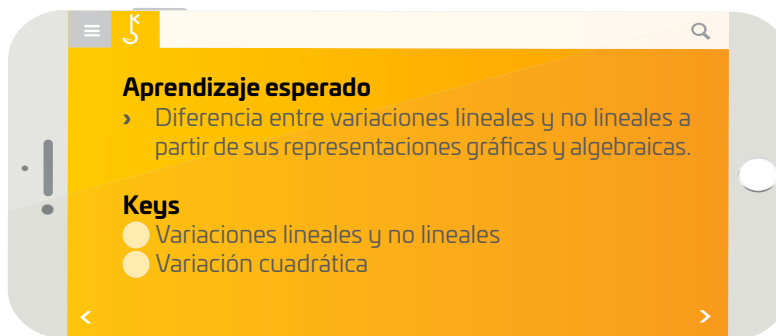 Aprendizaje esperado
› Diferencia entre variaciones lineales y no lineales a
partir de sus representaciones gráficas y algebraicas.
Keys
Variaciones lineales y no lineales
Variación cuadrática